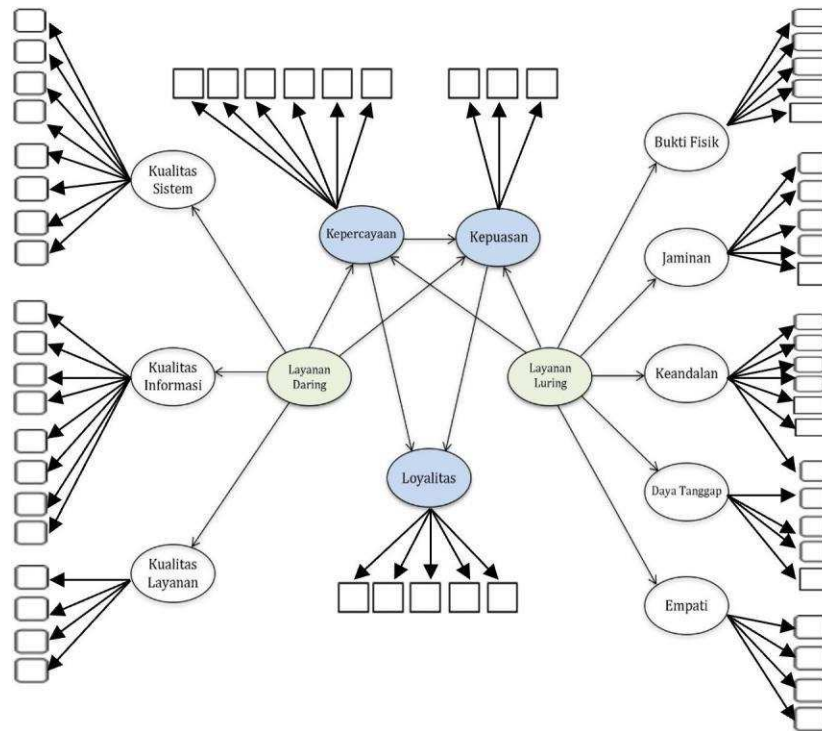 Bukti Fisik
Kualitas
Sistem
Kepercayaan
Kepuasan
Jaminan
Kualitas
Informasi
Layanan
Daring
Layanan
Luring
Keandalan
Loyalitas
Daya Tanggap
Kualitas
Layanan
Empati